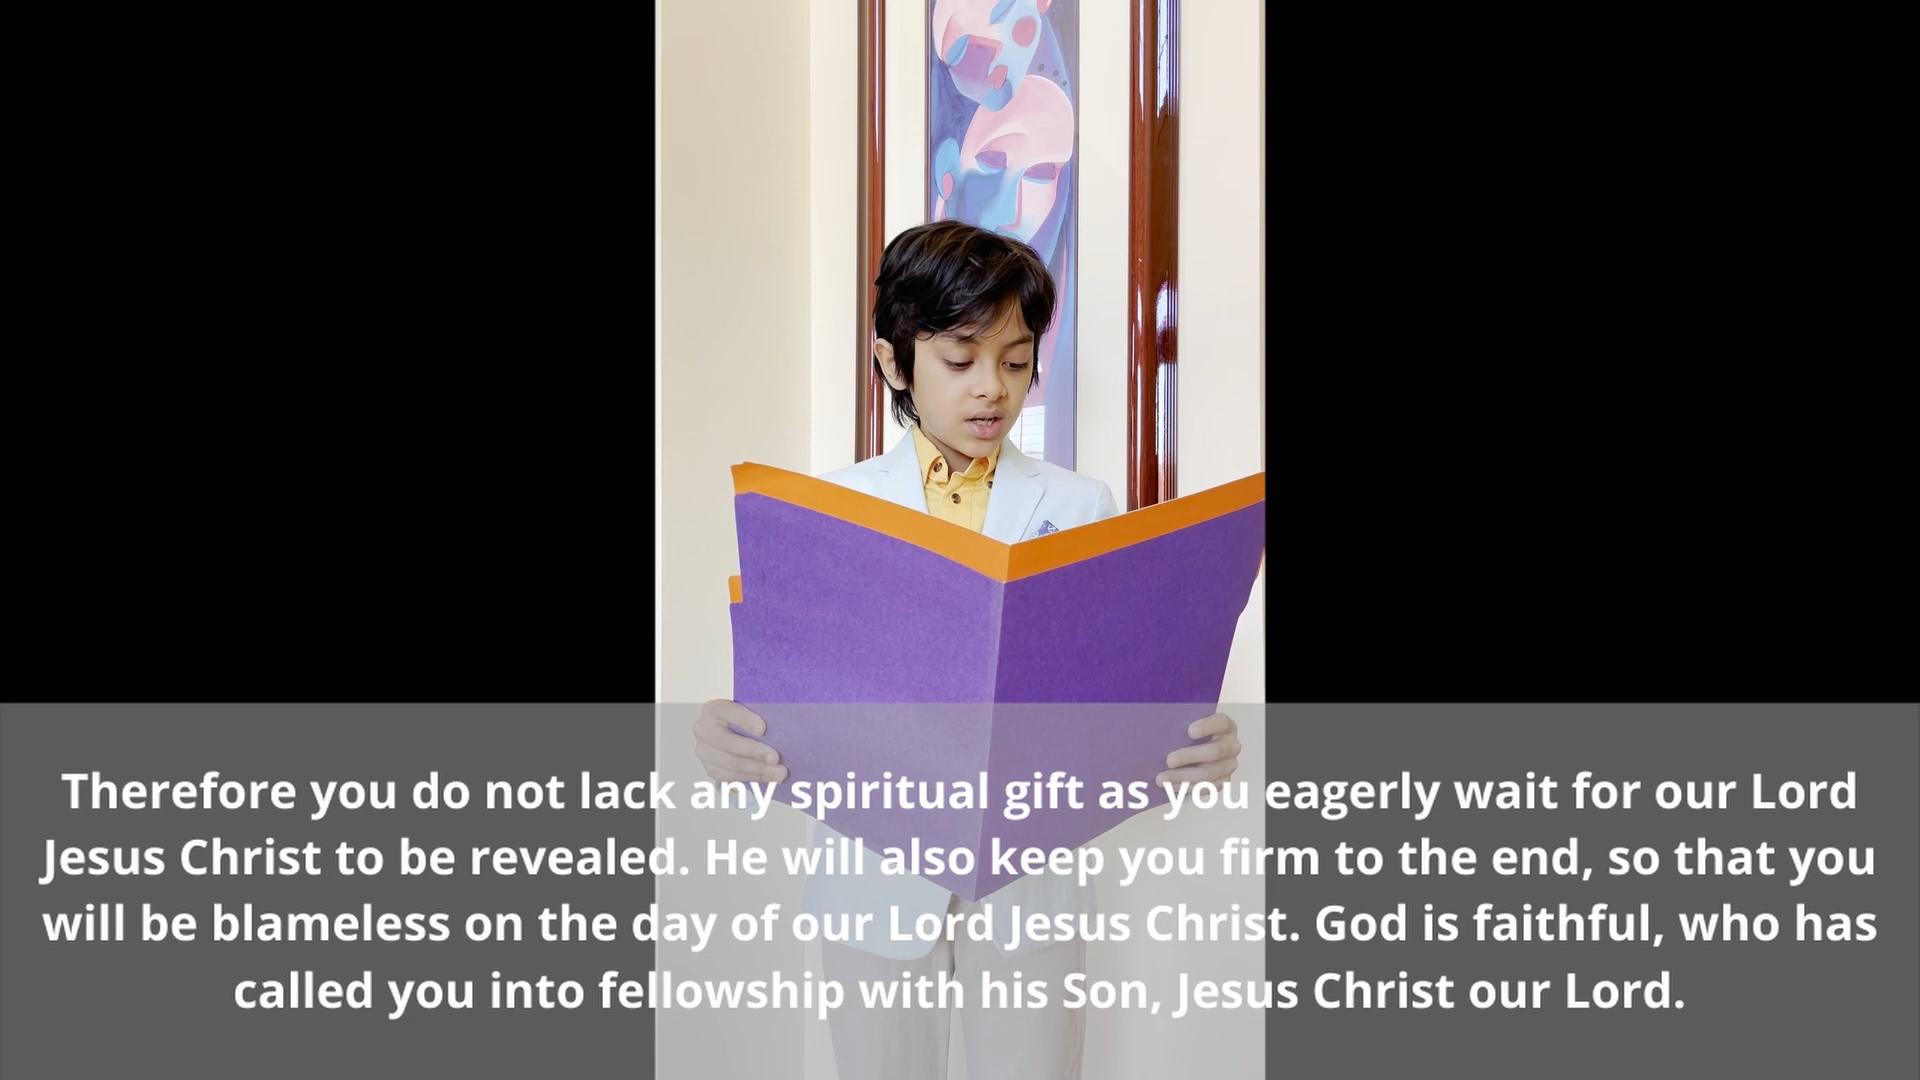 Therefore you do not lack any spiritual gift as you eagerly wait for our Lord
Jesus Christ to be revealed. He will also keep you firm to the end, so that you
will be blameless on the day of our Lord Jesus Christ. God is faithful, who has
called you into fellowship with his Son, Jesus Christ our Lord.